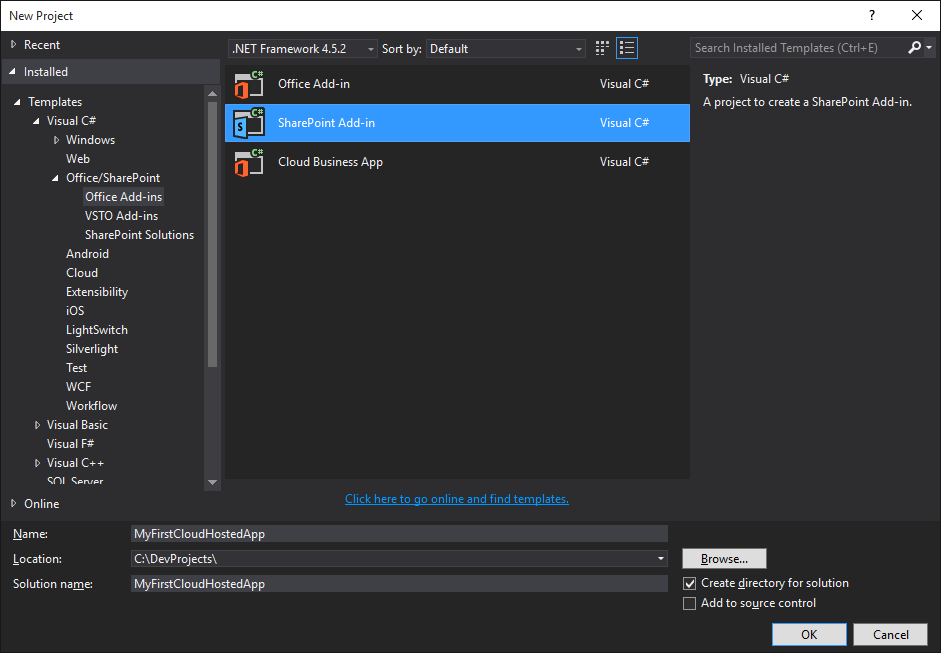 New Project
?
Recent
.NET Framework 4.5.2
Sort by:
Default
Search Installed Templates (Ctrl+E)
Installed
Templates
Visual C#
Windows
Web
Office/SharePoint
Office Add-ins
VSTO Add-ins
SharePoint Solutions
Android
Cloud
Extensibility
iOS
LightSwitch
Silverlight
Test
WCF
Workflow
Visual Basic
Visual F#
Visual C++
SQL Server
Online
C#
Office Add-in
Visual C#
C#
S
SharePoint Add-in
Visual C#
C#
Cloud Business App
Visual C#
Click here to go online and find templates.
Type: Visual C#
A project to create a SharePoint Add-in.
Name:
MyFirstCloudHostedApp
Location:
C:\DevProjects\
Browse...
Solution name:
MyFirstCloudHostedApp
Create directory for solution
Add to source control
OK
Cancel